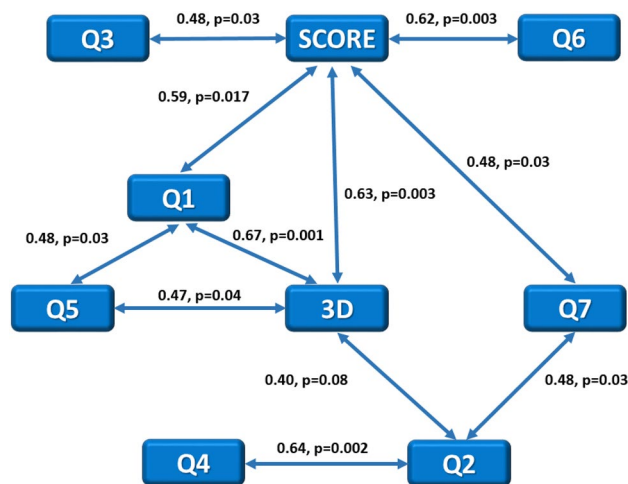 0.48, p=0.03
0.62, p=0.003
Q3
SCORE
Q6
0.59, p=0.017
0.48, p=0.03
0.63, p=0.003
Q1
0.48, p=0.03
0.67, p=0.001
0.47, p=0.04
Q5
3D
Q7
0.40, p=0.08
0.48, p=0.03
0.64, p=0.002
Q4
Q2